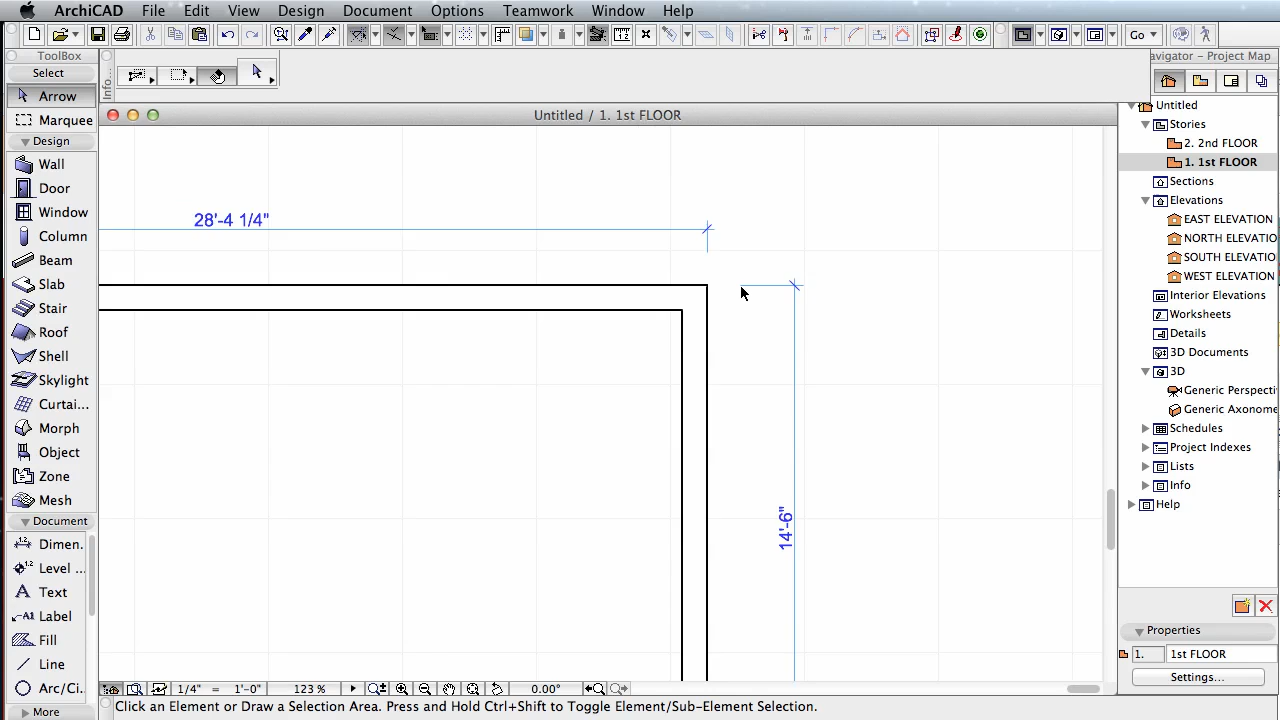 ArchiCAD File Edit View Design Document Options Teamwork Window Help
Go
ToolBox
Select
Arrow
Marquee
Design
Wall
Door
Window
Column
Beam
Slab
Stair
Roof
Shell
Skylight
Curtai...
Morph
Object
Zone
Mesh
Document
Dimen.
Level ..
Text
Label
Fill
Line
Arc/Ci..
More
Info...
Untitled / 1. 1st FLOOR
28'-4 1/4"
14'-6"
avigator - Project Map
Untitled
Stories
2. 2nd FLOOR
1. 1st FLOOR
Sections
Elevations
EAST ELEVATION
NORTH ELEVATIO
SOUTH ELEVATIO
WEST ELEVATION
Interior Elevations
Worksheets
Details
3D Documents
3D
Generic Perspecti
Generic Axonome
Schedules
Project Indexes
Lists
Info
Help
Properties
1. 1st FLOOR
Settings...
1/4" = 1'-0" 123 % 0.00°
Click an Element or Draw a Selection Area. Press and Hold Ctrl+Shift to Toggle Element/Sub-Element Selection.